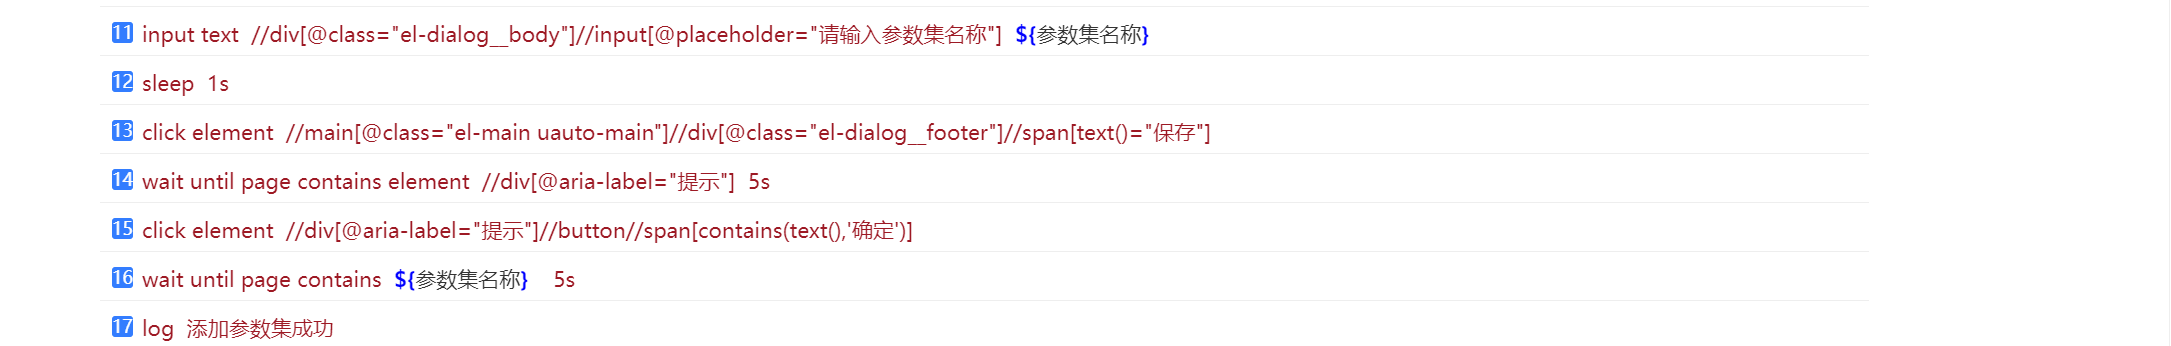 11 input text  //div[@class="el-dialog__body"]//input[@placeholder="请输入参数集名称"]  ${参数集名称}
12 sleep  1s
13 click element  //main[@class="el-main uauto-main"]//div[@class="el-dialog__footer"]//span[text()="保存"]
14 wait until page contains element  //div[@aria-label="提示"]  5s
15 click element  //div[@aria-label="提示"]//button//span[contains(text(),'确定')]
16 wait until page contains  ${参数集名称}    5s
17 log  添加参数集成功